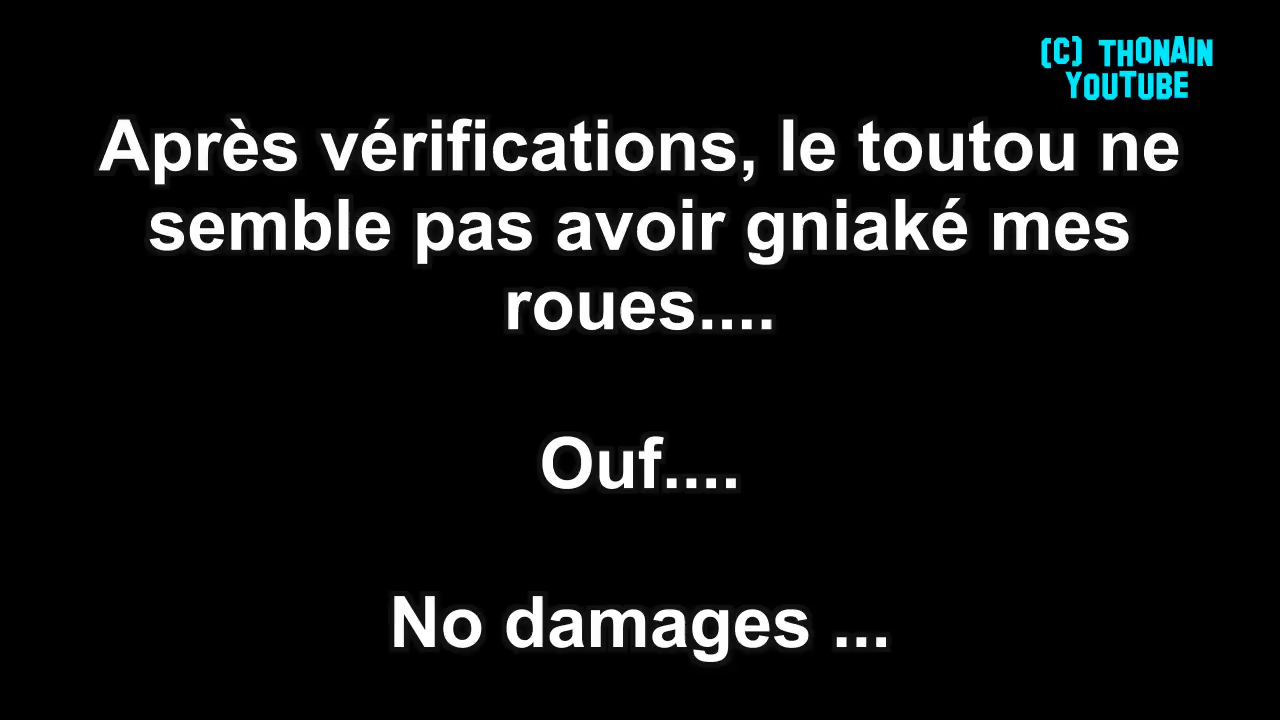 (C) THONAIN
YOUTUBE
Après vérifications, le toutou ne
semble pas avoir gniaké mes
roues....
Ouf....
No damages ...